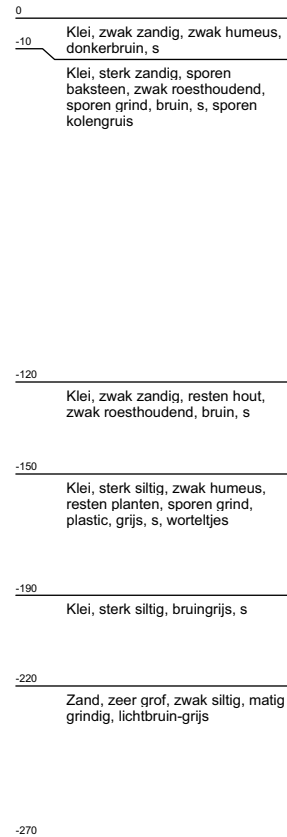 0
Klei, zwak zandig, zwak humeus,
donkerbruin, s
-10
Klei, sterk zandig, sporen
baksteen, zwak roesthoudend,
sporen grind, bruin, s, sporen
kolengruis
-120
Klei, zwak zandig, resten hout,
zwak roesthoudend, bruin, s
-150
Klei, sterk siltig, zwak humeus,
resten planten, sporen grind,
plastic, grijs, s, worteltjes
-190
Klei, sterk siltig, bruingrijs, s
-220
Zand, zeer grof, zwak siltig, matig
grindig, lichtbruin-grijs
-270